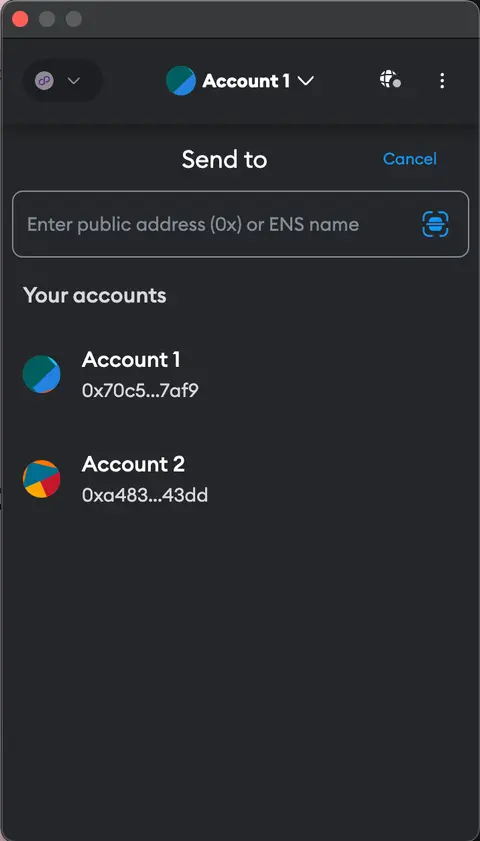 Account 1
Send to
Cancel
Enter public address (0x) or ENS name
Your accounts
Account 1
0x70c5...7af9
Account 2
0xa483...43dd